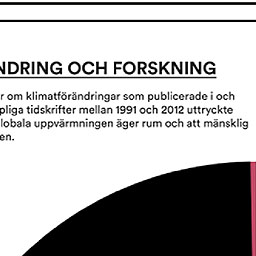 NDRING OCH FORSKNING
r om klimatförändringar som publicerade i och
pliga tidskrifter mellan 1991 och 2012 uttryckte
lobala uppvärmningen äger rum och att mänsklig
en.